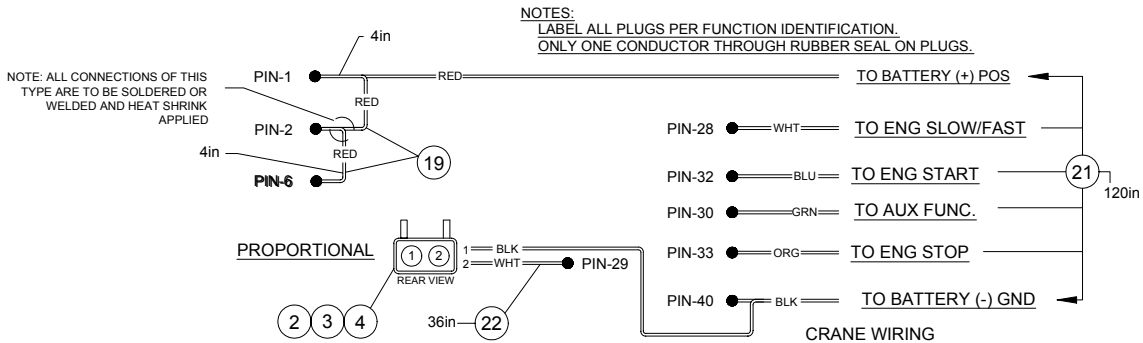 NOTES:
LABEL ALL PLUGS PER FUNCTION IDENTIFICATION.
ONLY ONE CONDUCTOR THROUGH RUBBER SEAL ON PLUGS.
4in
NOTE: ALL CONNECTIONS OF THIS
TYPE ARE TO BE SOLDERED OR
WELDED AND HEAT SHRINK
APPLIED
PIN-1
RED
TO BATTERY (+) POS
RED
PIN-2
RED
4in
PIN-6
19
PIN-28
WHT
TO ENG SLOW/FAST
PIN-32
BLU
TO ENG START
21
120in
PIN-30
GRN
TO AUX FUNC.
PIN-33
ORG
TO ENG STOP
PIN-40
BLK
TO BATTERY (-) GND
PROPORTIONAL
1
2
REAR VIEW
1
BLK
2
WHT
PIN-29
2
3
4
36in
22
CRANE WIRING